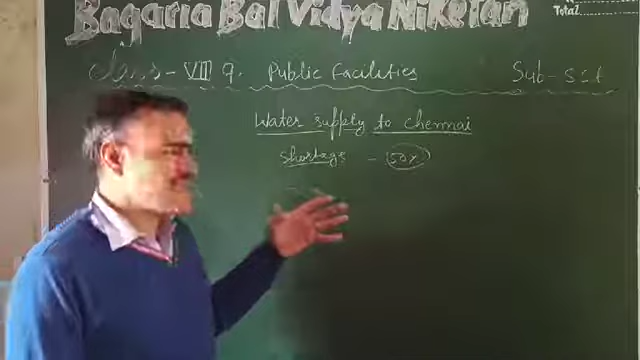 Bagaria Bal Vidya Niketan
Total
Class - VIII 9. Public Facilities Sub - S.St
Water supply to Chennai
Shortage - 50%